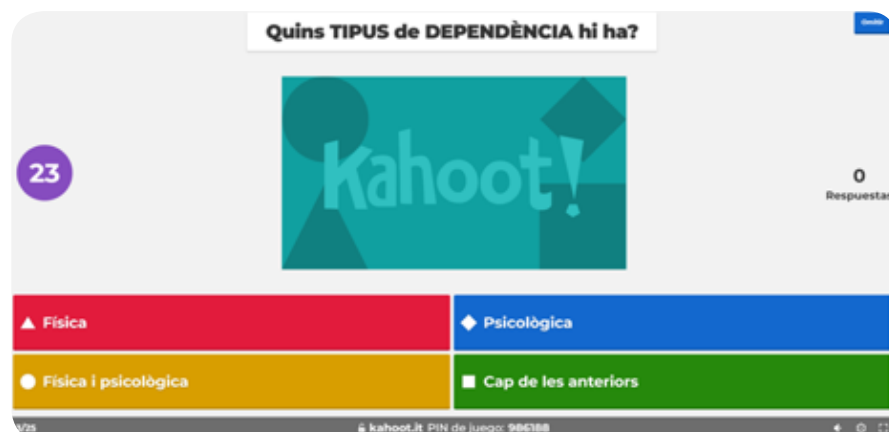 Quins TIPUS de DEPENDÈNCIA hi ha?
Omitir
23
Kahoot!
0
Respuestas
Física
Psicològica
Física i psicològica
Cap de les anteriors
kahoot.it PIN de juego: 986188